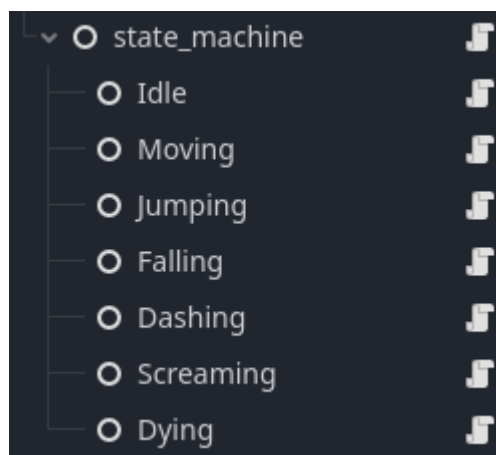 state_machine
Idle
Moving
Jumping
Falling
Dashing
Screaming
Dying